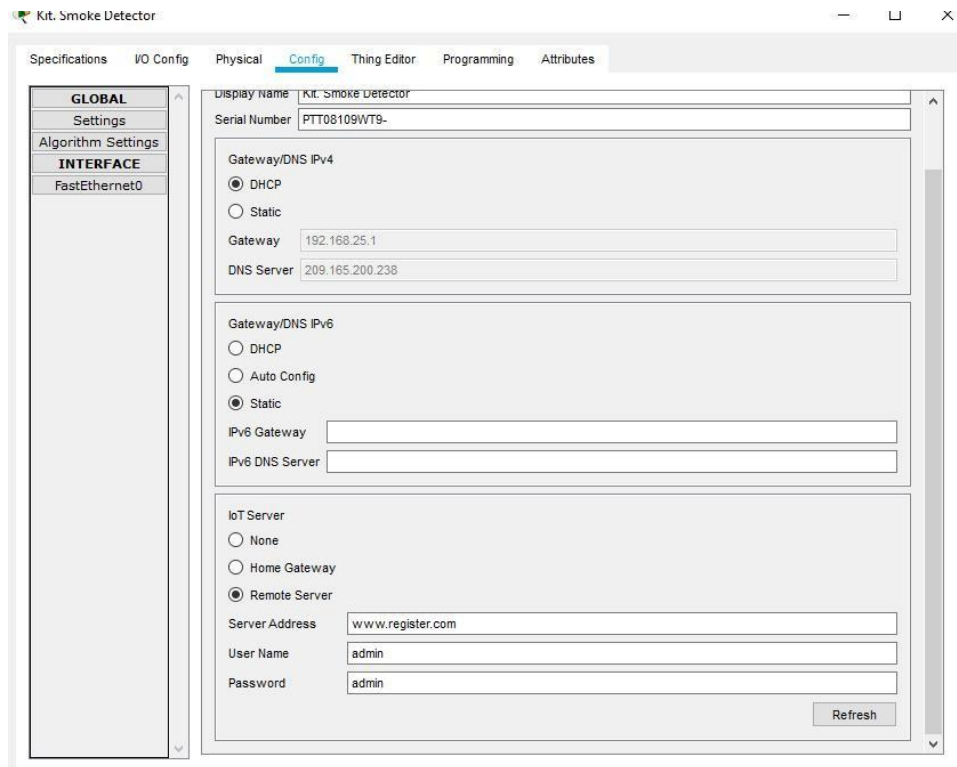 Kit. Smoke Detector
Specifications I/O Config Physical Config Thing Editor Programming Attributes
GLOBAL
Settings
Algorithm Settings
INTERFACE
FastEthernet0
Display Name Kit. Smoke Detector
Serial Number PTT08109WT9-
Gateway/DNS IPv4
DHCP
Static
Gateway 192.168.25.1
DNS Server 209.165.200.238
Gateway/DNS IPv6
DHCP
Auto Config
Static
IPv6 Gateway
IPv6 DNS Server
IoT Server
None
Home Gateway
Remote Server
Server Address www.register.com
User Name admin
Password admin
Refresh